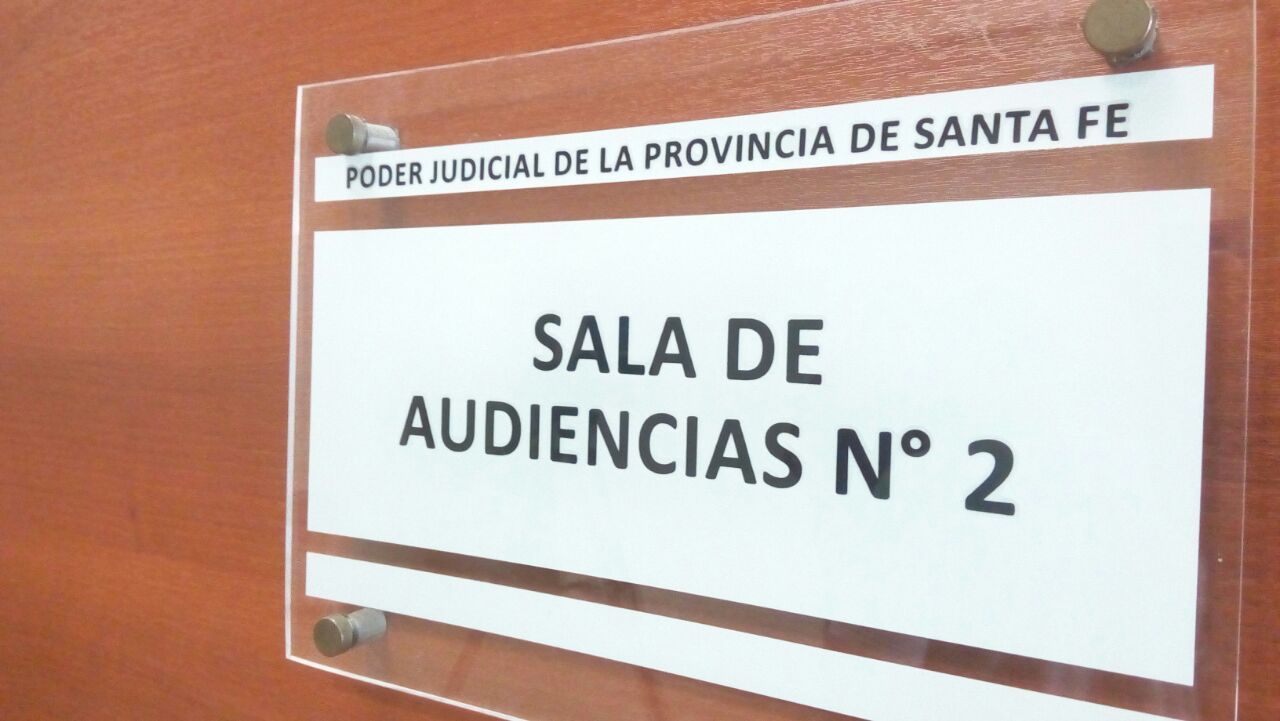 PODER JUDICIAL DE LA PROVINCIA DE SANTA FE
SALA DE
AUDIENCIAS N° 2